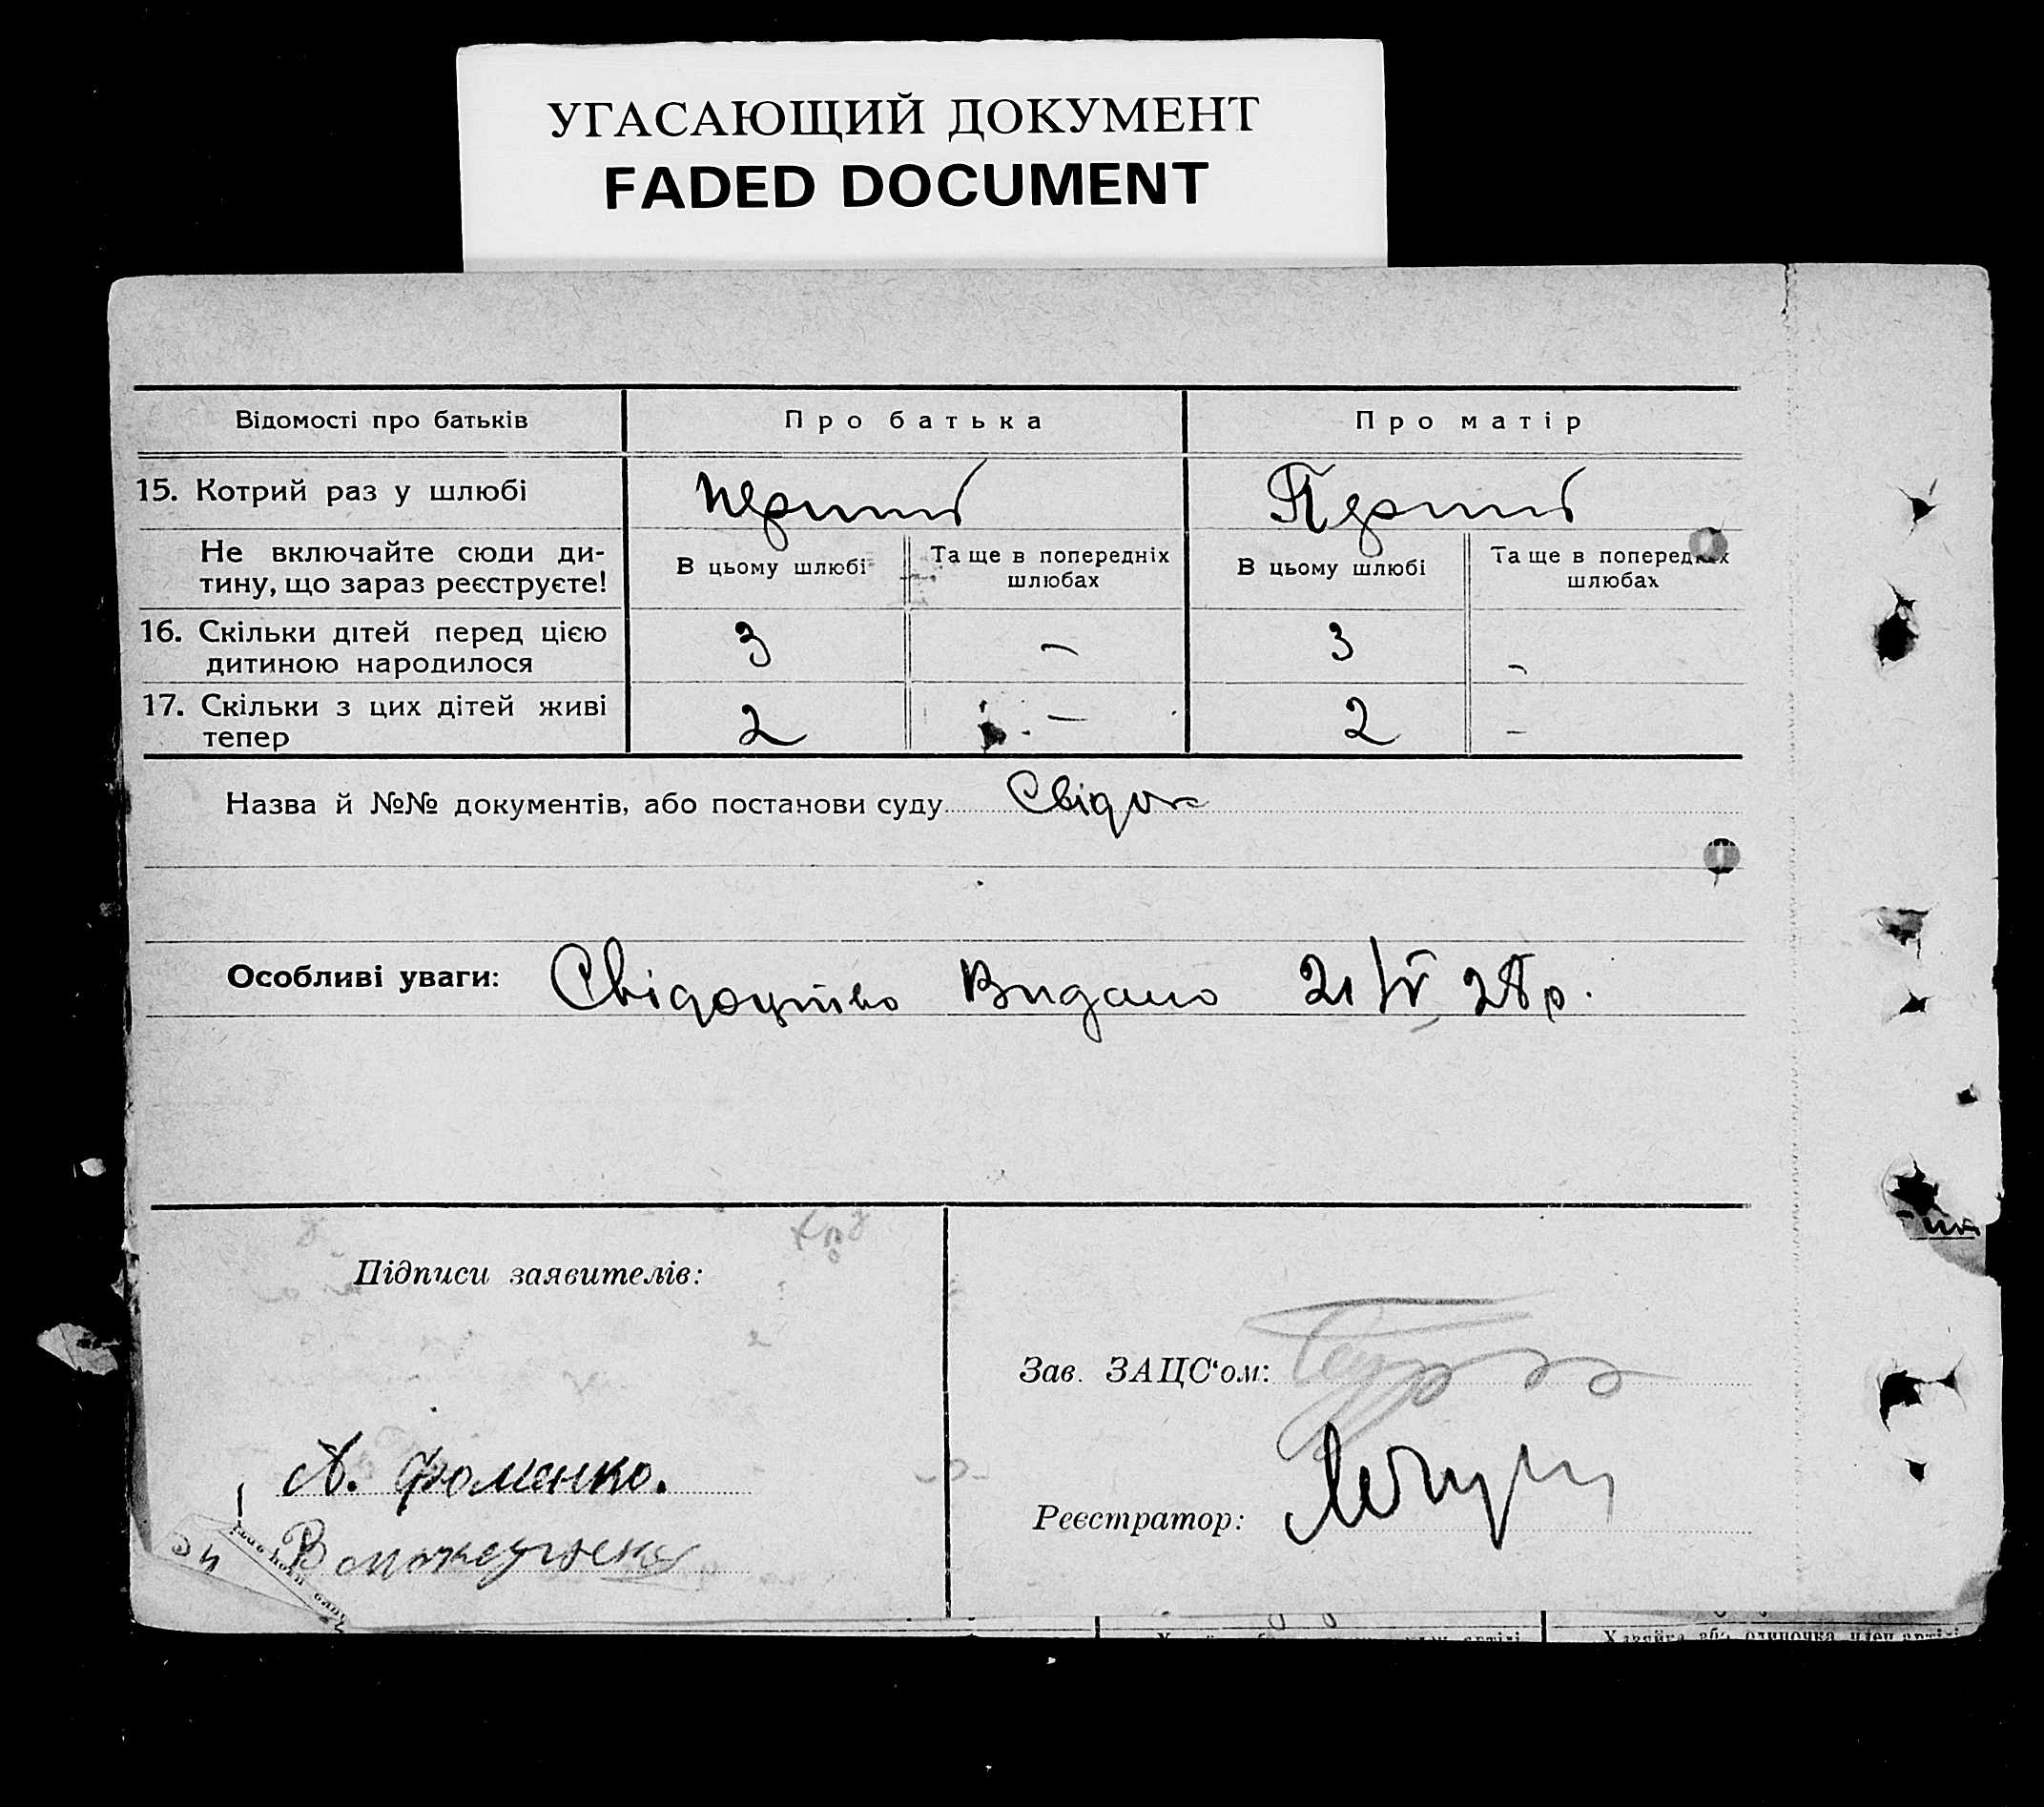 УГАСАЮЩИЙ ДОКУМЕНТ
FADED DOCUMENT
Відомості про батьків
Про батька
Про матір
15. Котрий раз у шлюбі
перший
Перший
Не включайте сюди ди-
тину, що зараз реєструєте!
В цьому шлюбі
Та ще в попередніх
шлюбах
В цьому шлюбі
Та ще в попередніх
шлюбах
16. Скільки дітей перед цією
дитиною народилося
3
–
3
–
17. Скільки з цих дітей живі
тепер
2
–
2
–
Назва й №№ документів, або постанови суду
Особливі уваги: Свідоцтво Видано 21/IV 28 р.
Підписи заявителів:
Зав. ЗАЦС'ом:
А. Фоменко.
Реєстратор: